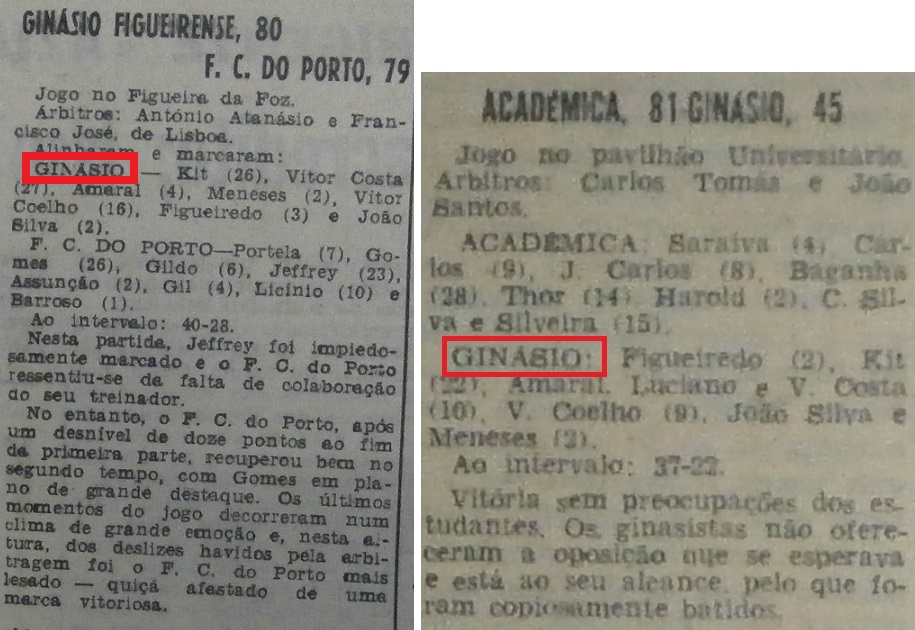 GINÁSIO FIGUEIRENSE, 80
F. C. DO PORTO, 79
Jogo no Figueira da Foz.
Árbitros: António Atanásio e Fran-
cisco José, de Lisboa.
Alinharam e marcaram:
GINÁSIO — Kit (26), Vítor Costa
(27), Amaral (4), Meneses (2), Vítor
Coelho (16), Figueiredo (3) e João
Silva (2).
F. C. DO PORTO—Portela (7), Go-
mes (26), Gildo (6), Jeffrey (23),
Assunção (2), Gil (4), Licínio (10) e
Barroso (1).
Ao intervalo: 40-28.
Nesta partida, Jeffrey foi impiedo-
samente marcado e o F. C. do Porto
ressentiu-se da falta de colaboração
do seu treinador.
No entanto, o F. C. do Porto, após
um desnível de doze pontos ao fim
da primeira parte, recuperou bem no
segundo tempo, com Gomes em pla-
no de grande destaque. Os últimos
momentos do jogo decorreram num
clima de grande emoção e, nesta al-
tura, dos deslizes havidos pela arbi-
tragem foi o F. C. do Porto mais
lesado — quiçá afastado de uma
marca vitoriosa.
ACADÉMICA, 81-GINÁSIO, 45
Jogo no pavilhão Universitário.
Árbitros: Carlos Tomás e João
Santos.
ACADÉMICA: Saraiva (4), Car-
los (9), J. Carlos (8), Baganha
(28), Thor (14), Harold (2), C. Sil-
va e Silveira (15).
GINÁSIO: Figueiredo (2), Kit
(22), Amaral, Luciano e V. Costa
(10), V. Coelho (9), João Silva e
Meneses (2).
Ao intervalo: 37-22.
Vitória sem preocupações dos es-
tudantes. Os ginasistas não ofere-
ceram a oposição que se esperava
e está ao seu alcance, pelo que fo-
ram copiosamente batidos.